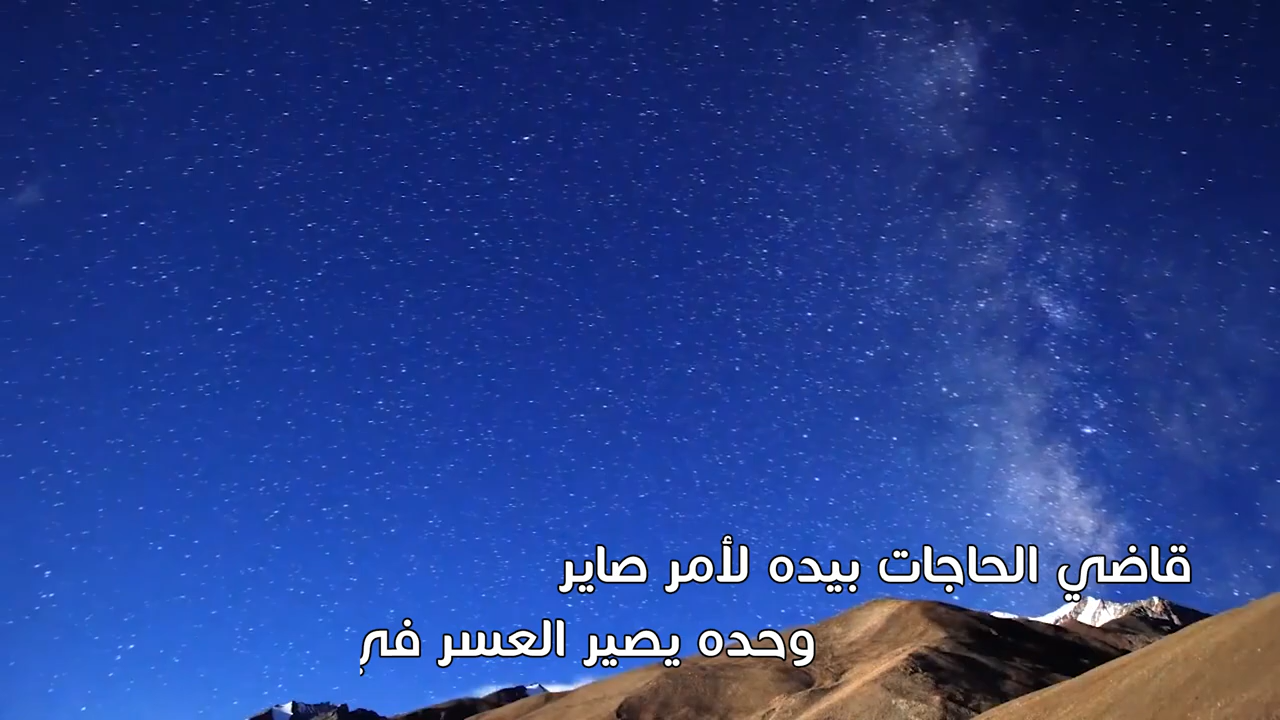 قاضي الحاجات بيده لأمر صاير
وحده يصير العسر